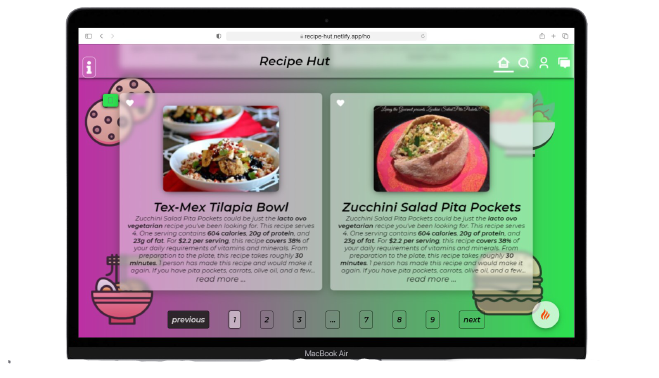 recipe-hut.netlify.app/ho
Recipe Hut
Tex-Mex Tilapia Bowl
Zucchini Salad Pita Pockets could be just the lacto ovo
vegetarian recipe you've been looking for. This recipe serves
4. One serving contains 604 calories, 20g of protein, and
23g of fat. For $2.2 per serving, this recipe covers 38% of
your daily requirements of vitamins and minerals. From
preparation to the plate, this recipe takes roughly 30
minutes. 1 person has made this recipe and would make it
again. If you have pita pockets, carrots, olive oil, and a few...
read more ...
Zucchini Salad Pita Pockets
Zucchini Salad Pita Pockets could be just the lacto ovo
vegetarian recipe you've been looking for. This recipe serves
4. One serving contains 604 calories, 20g of protein, and
23g of fat. For $2.2 per serving, this recipe covers 38% of
your daily requirements of vitamins and minerals. From
preparation to the plate, this recipe takes roughly 30
minutes. 1 person has made this recipe and would make it
again. If you have pita pockets, carrots, olive oil, and a few...
read more ...
previous 1 2 3 ... 7 8 9 next
MacBook Air